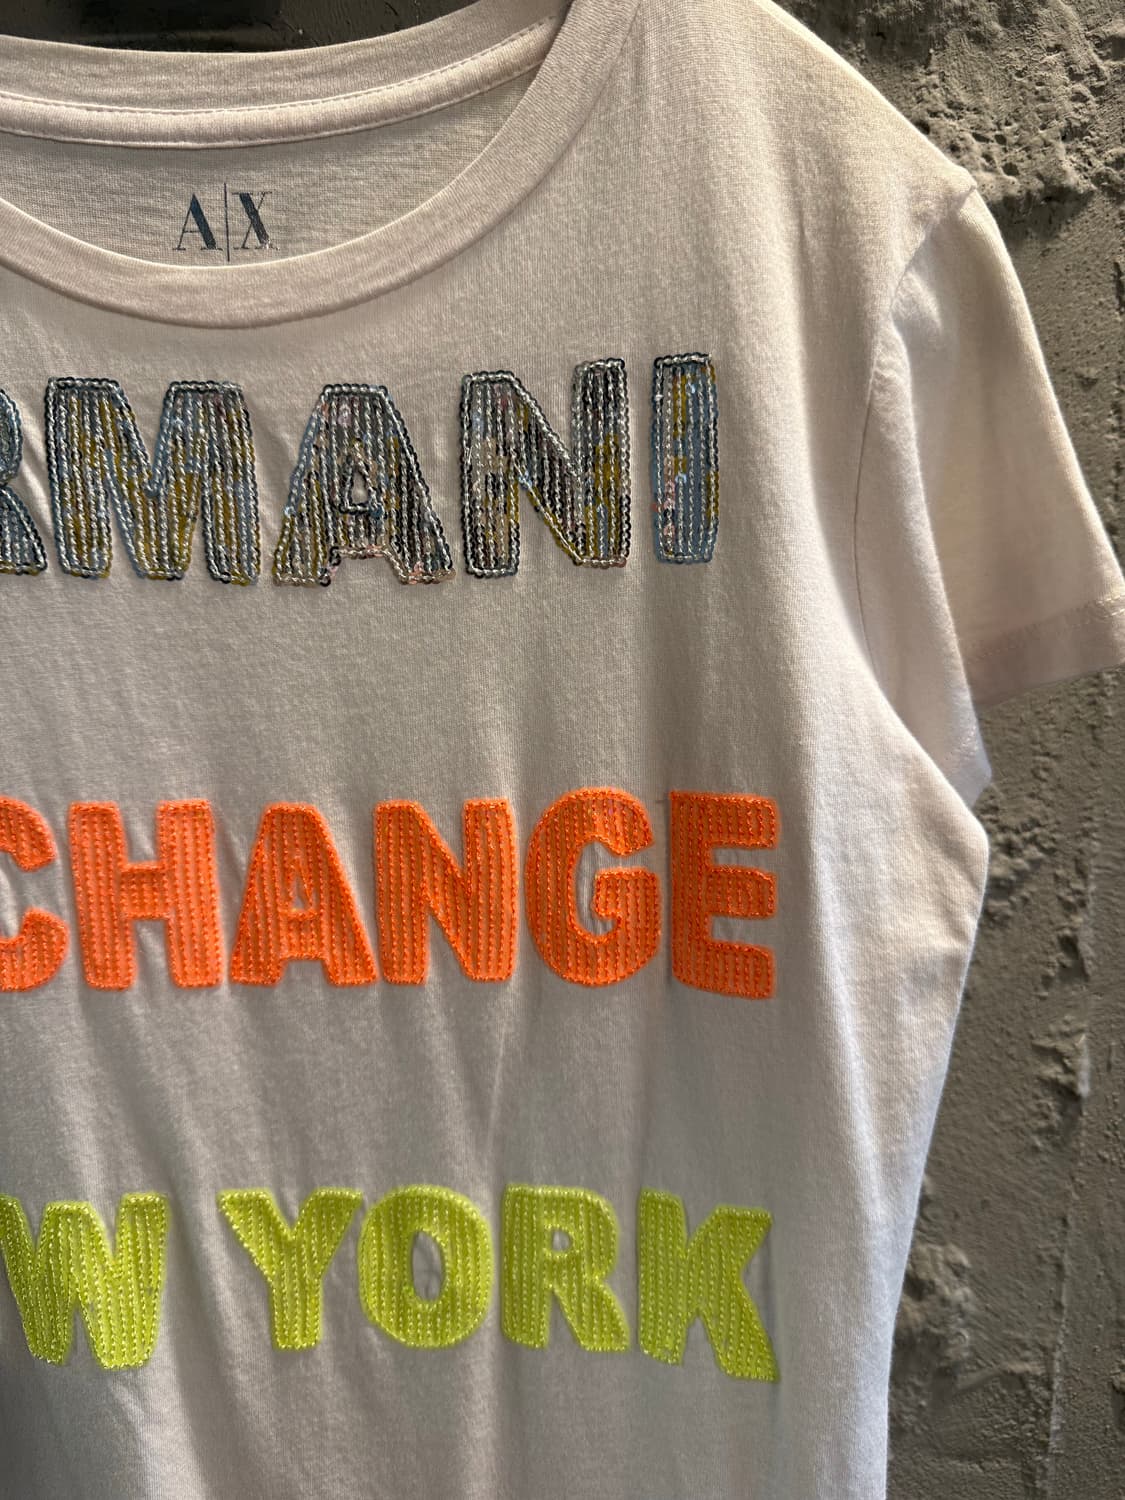 A|X
RMANI
CHANGE
W YORK